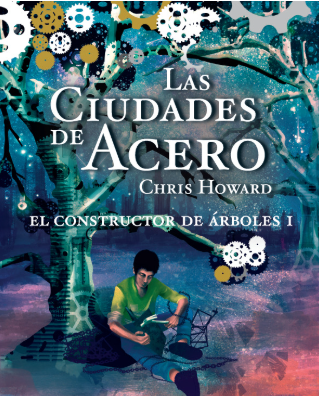 LAS
CIUDADES
DE ACERO
CHRIS HOWARD
EL CONSTRUCTOR DE ÁRBOLES I